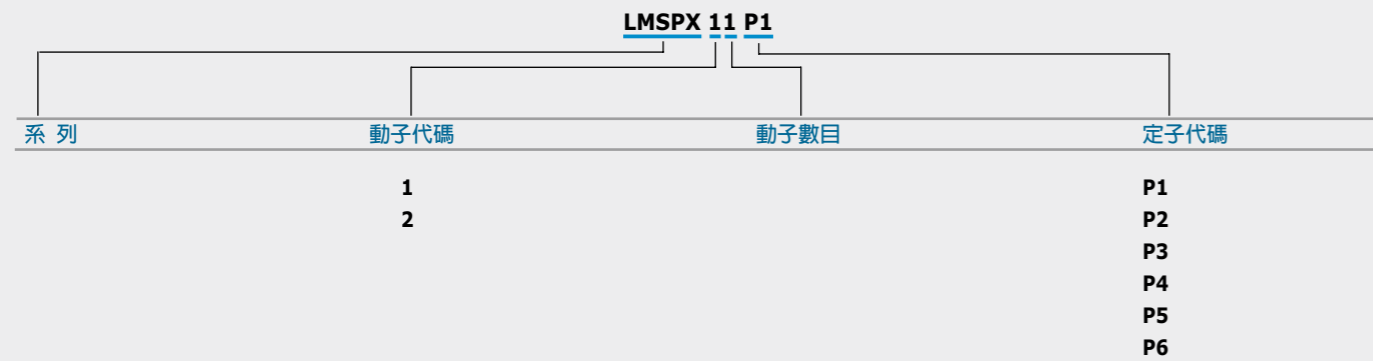 LMSPX 11 P1
系 列 動子代碼 動子數目 定子代碼
1 P1
2 P2
P3
P4
P5
P6